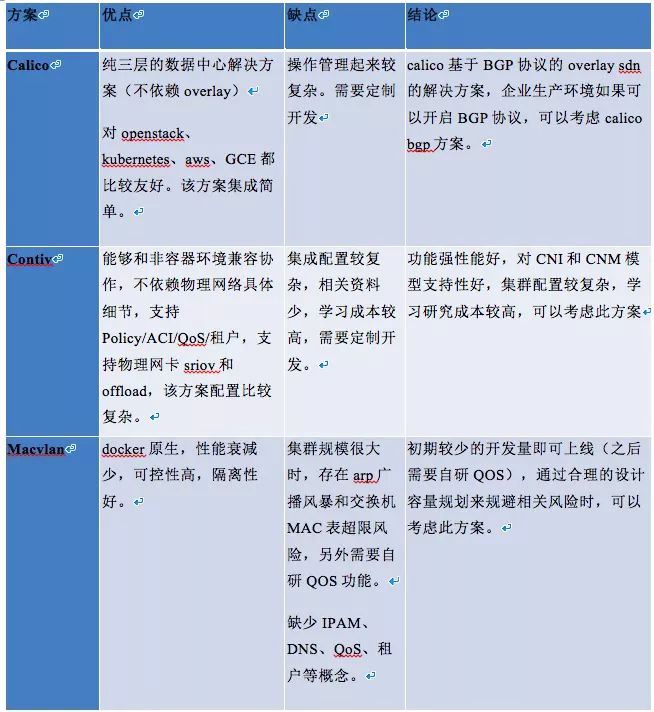 方案
优点
缺点
结论
Calico
纯三层的数据中心解决方
案（不依赖 overlay）
对 openstack、
kubernetes、aws、GCE 都
比较友好。该方案集成简
单。
操作管理起来较
复杂。需要定制
开发
calico 基于 BGP 协议的 overlay sdn
的解决方案，企业生产环境如果可
以开启 BGP 协议，可以考虑 calico
bgp 方案。
Contiv
能够和非容器环境兼容协
作，不依赖物理网络具体
细节，支持
Policy/ACI/QoS/租户，支
持物理网卡 sriov 和
offload，该方案配置比较
复杂。
集成配置较复
杂，相关资料
少，学习成本较
高，需要定制开
发。
功能强性能好，对 CNI 和 CNM 模
型支持性好，集群配置较复杂，学
习研究成本较高，可以考虑此方案
Macvlan
docker 原生，性能衰减
少，可控性高，隔离性
好。
集群规模很大
时，存在 arp 广
播风暴和交换机
MAC 表超限风
险，另外需要自
研 QOS 功能。
缺少 IPAM、
DNS、QoS、租
户等概念。
初期较少的开发量即可上线（之后
需要自研 QOS），通过合理的设计
容量规划来规避相关风险时，可以
考虑此方案。